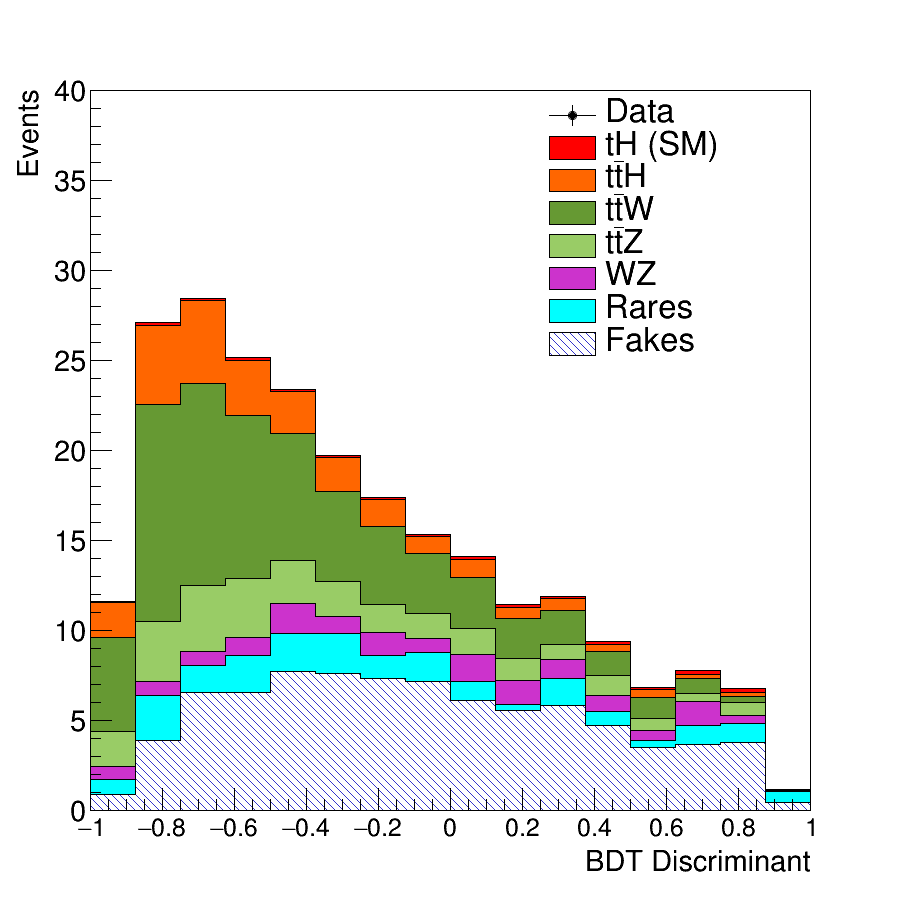 Events
40
35
30
25
20
15
10
5
0
Data
tH (SM)
tt̅H
tt̅W
tt̅Z
WZ
Rares
Fakes
−1 −0.8 −0.6 −0.4 −0.2 0 0.2 0.4 0.6 0.8 1
BDT Discriminant